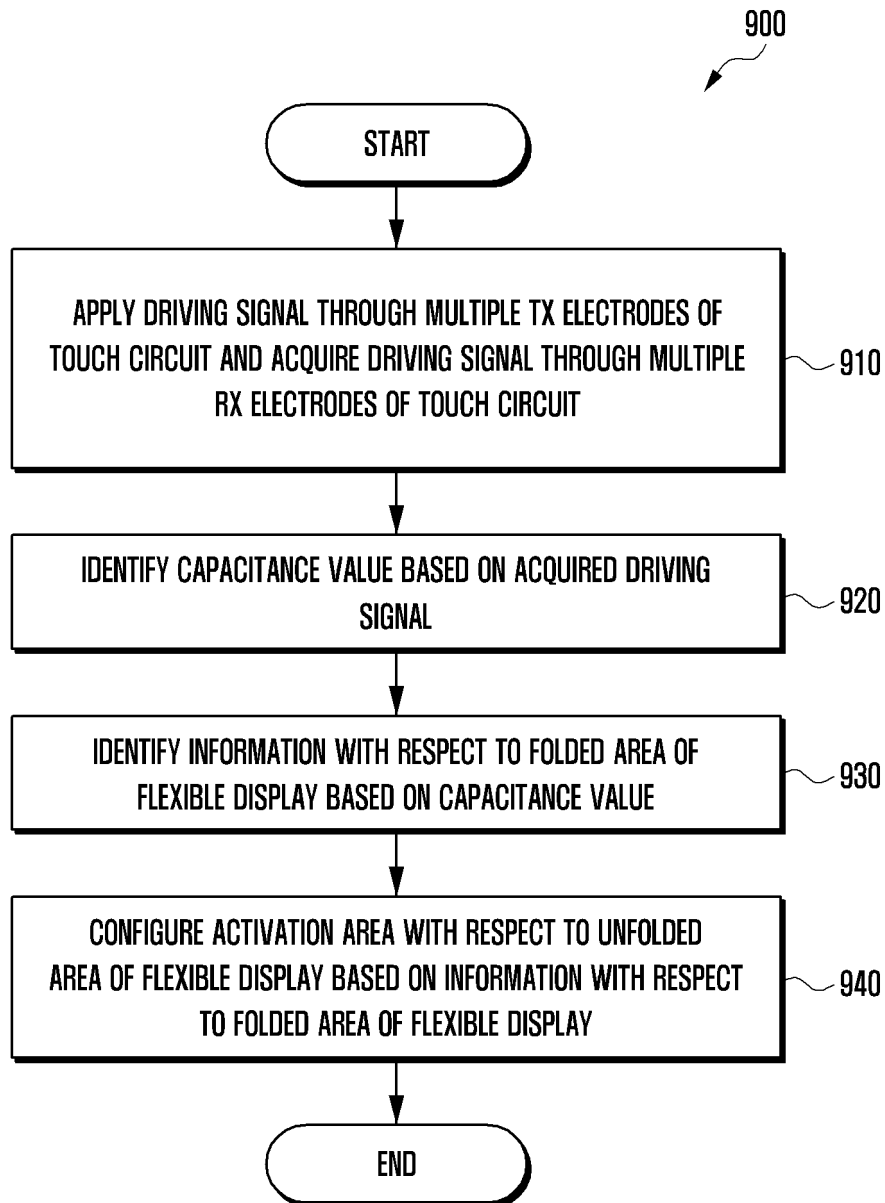 900
START
APPLY DRIVING SIGNAL THROUGH MULTIPLE TX ELECTRODES OF
TOUCH CIRCUIT AND ACQUIRE DRIVING SIGNAL THROUGH MULTIPLE
RX ELECTRODES OF TOUCH CIRCUIT
910
IDENTIFY CAPACITANCE VALUE BASED ON ACQUIRED DRIVING
SIGNAL
920
IDENTIFY INFORMATION WITH RESPECT TO FOLDED AREA OF
FLEXIBLE DISPLAY BASED ON CAPACITANCE VALUE
930
CONFIGURE ACTIVATION AREA WITH RESPECT TO UNFOLDED
AREA OF FLEXIBLE DISPLAY BASED ON INFORMATION WITH RESPECT
TO FOLDED AREA OF FLEXIBLE DISPLAY
940
END